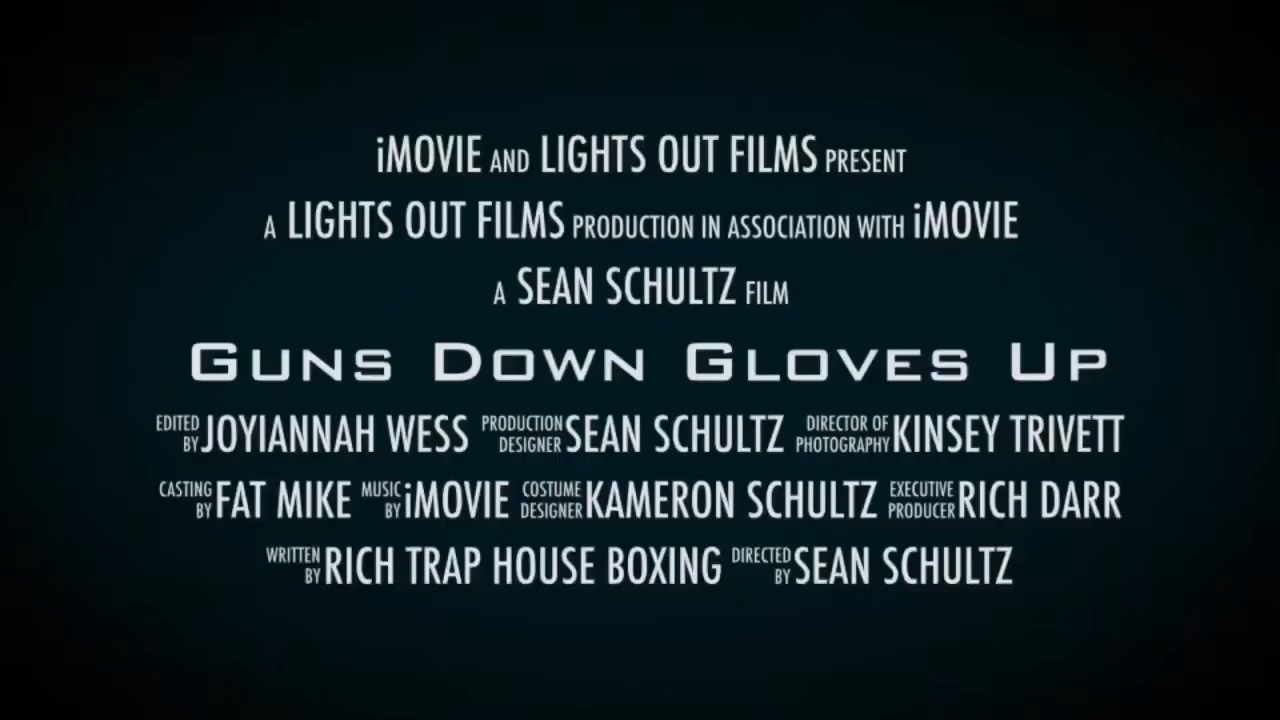 iMOVIE AND LIGHTS OUT FILMS PRESENT
A LIGHTS OUT FILMS PRODUCTION IN ASSOCIATION WITH iMOVIE
A SEAN SCHULTZ FILM
GUNS DOWN GLOVES UP
EDITED BY JOYIANNAH WESS PRODUCTION DESIGNER SEAN SCHULTZ DIRECTOR OF PHOTOGRAPHY KINSEY TRIVETT
CASTING BY FAT MIKE MUSIC BY iMOVIE COSTUME DESIGNER KAMERON SCHULTZ EXECUTIVE PRODUCER RICH DARR
WRITTEN BY RICH TRAP HOUSE BOXING DIRECTED BY SEAN SCHULTZ